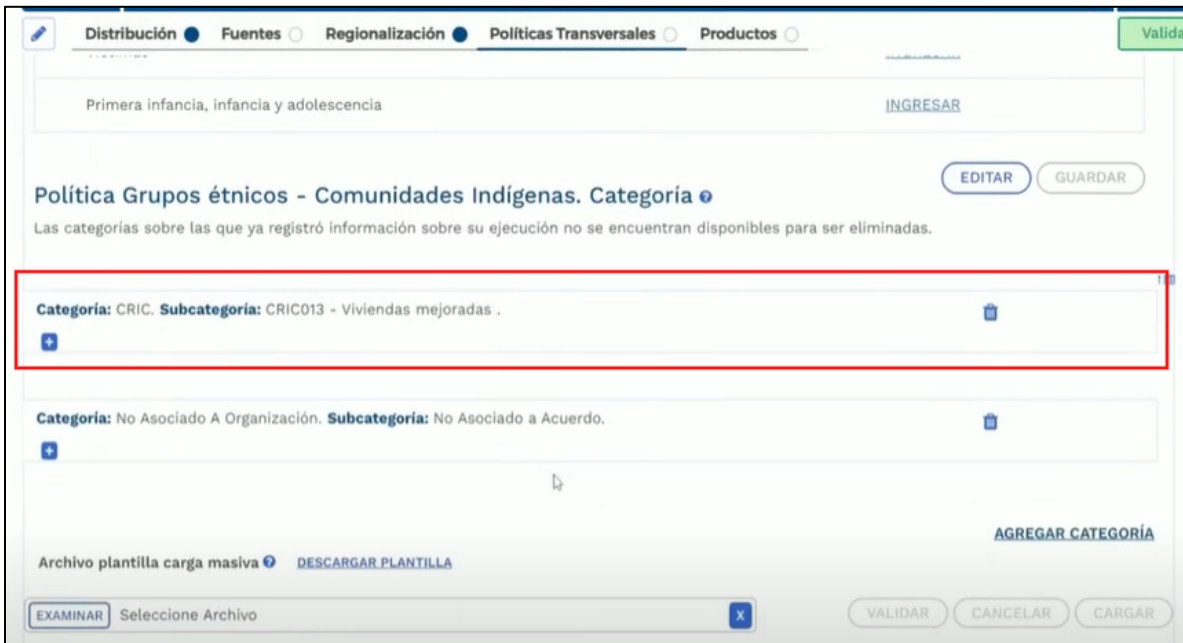 Distribución Fuentes Regionalización Políticas Transversales Productos Valida
Primera infancia, infancia y adolescencia INGRESAR
EDITAR GUARDAR
Política Grupos étnicos - Comunidades Indígenas. Categoría
Las categorías sobre las que ya registró información sobre su ejecución no se encuentran disponibles para ser eliminadas.
Categoría: CRIC. Subcategoría: CRIC013 - Viviendas mejoradas .
Categoría: No Asociado A Organización. Subcategoría: No Asociado a Acuerdo.
AGREGAR CATEGORÍA
Archivo plantilla carga masiva DESCARGAR PLANTILLA
EXAMINAR Seleccione Archivo X VALIDAR CANCELAR CARGAR